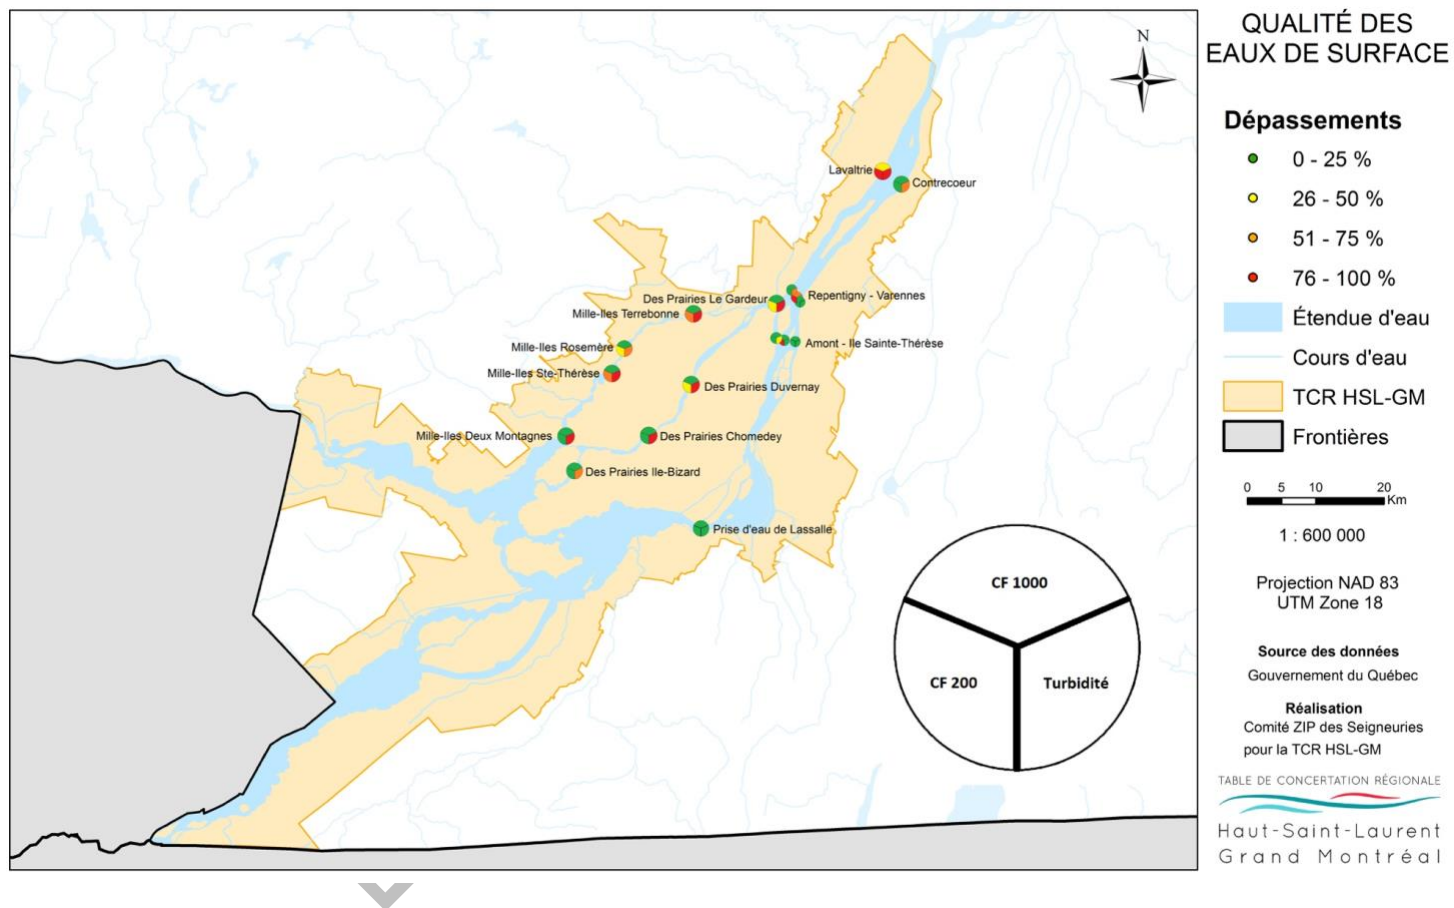 QUALITÉ DES
EAUX DE SURFACE
N
Dépassements
0 - 25 %
26 - 50 %
51 - 75 %
76 - 100 %
Étendue d'eau
Cours d'eau
TCR HSL-GM
Frontières
0 5 10 20
Km
1 : 600 000
Projection NAD 83
UTM Zone 18
Source des données
Gouvernement du Québec
Réalisation
Comité ZIP des Seigneuries
pour la TCR HSL-GM
TABLE DE CONCERTATION RÉGIONALE
Haut-Saint-Laurent
Grand Montréal
Lavaltrie
Contrecoeur
Des Prairies Le Gardeur
Repentigny - Varennes
Mille-Iles Terrebonne
Amont - Ile Sainte-Thérèse
Mille-Iles Rosemère
Mille-Iles Ste-Thérèse
Des Prairies Duvernay
Mille-Iles Deux Montagnes
Des Prairies Chomedey
Des Prairies Ile-Bizard
Prise d'eau de Lassalle
CF 1000
CF 200
Turbidité